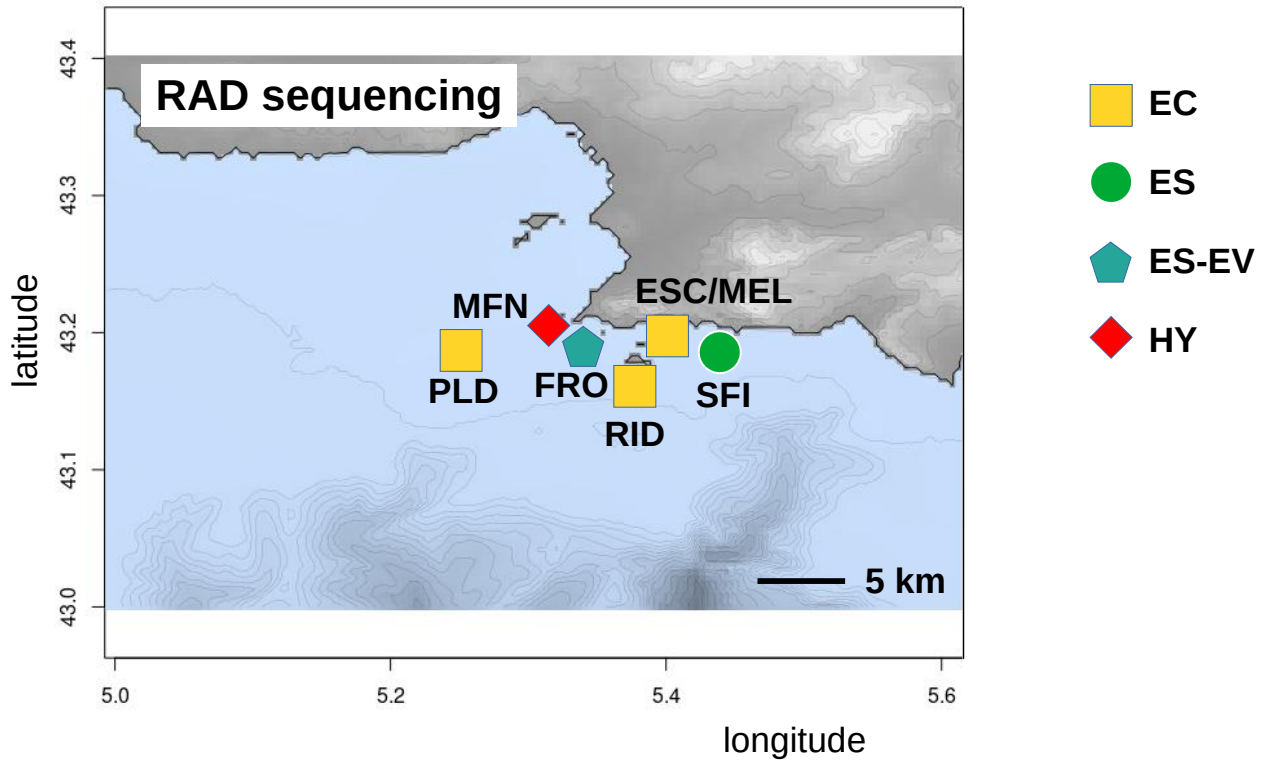 RAD sequencing
EC
ES
ES-EV
HY
latitude
43.4
43.3
43.2
43.1
43.0
ESC/MEL
MFN
PLD
FRO
SFI
RID
5 km
5.0
5.2
5.4
5.6
longitude